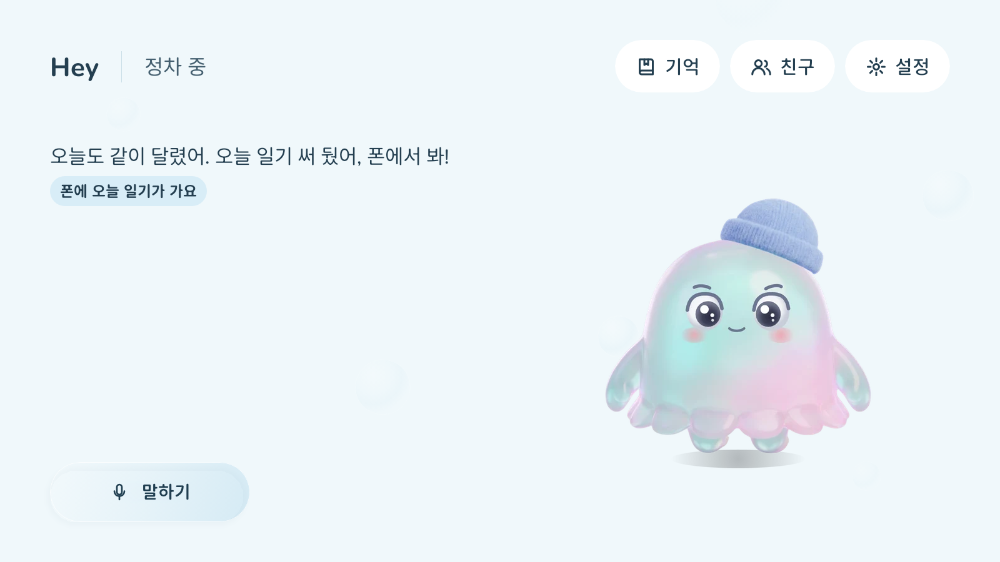 Hey
정차 중
기억
친구
설정
오늘도 같이 달렸어. 오늘 일기 써 뒀어, 폰에서 봐!
폰에 오늘 일기가 가요
말하기